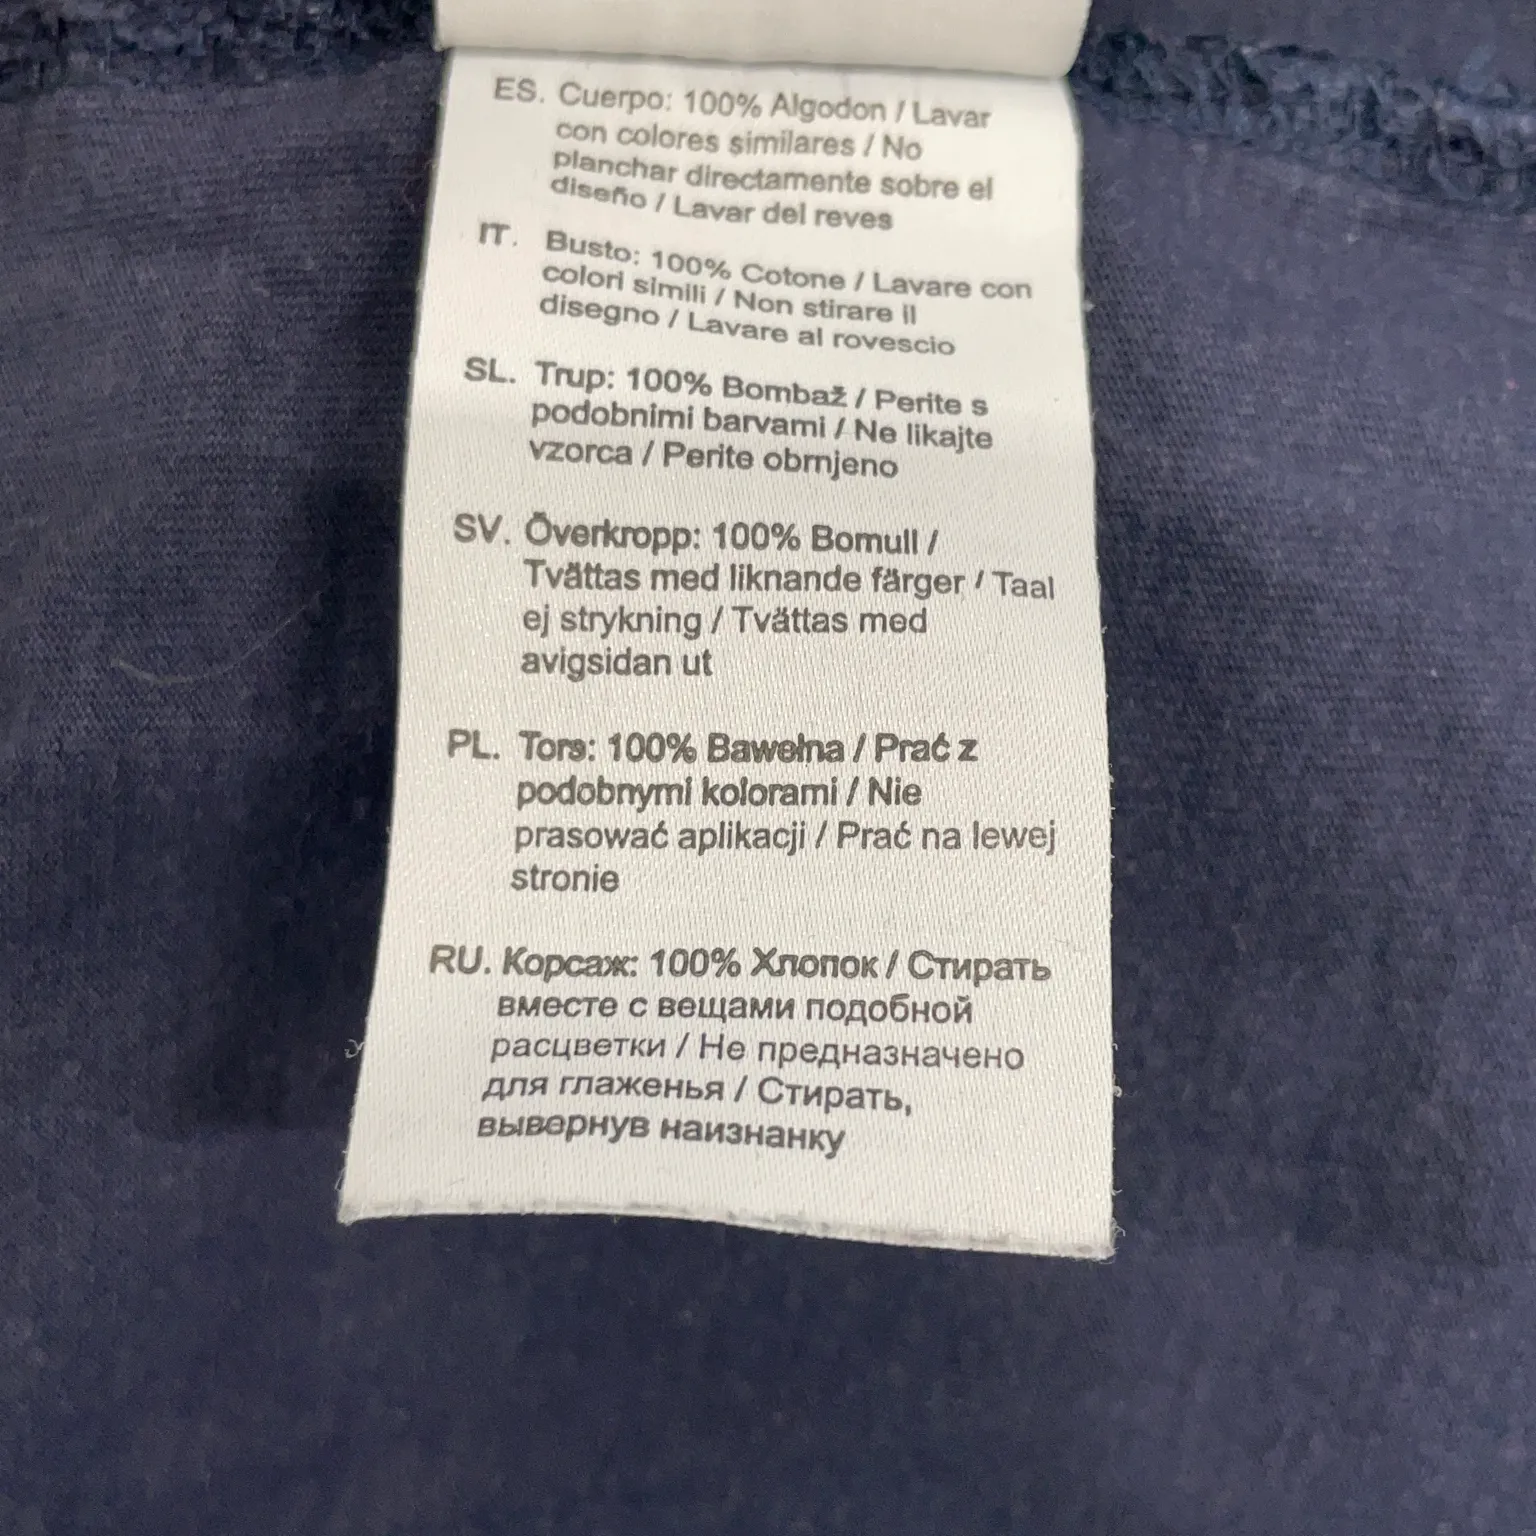 ES. Cuerpo: 100% Algodon / Lavar
con colores similares / No
planchar directamente sobre el
diseño / Lavar del reves
IT. Busto: 100% Cotone / Lavare con
colori simili / Non stirare il
disegno / Lavare al rovescio
SL. Trup: 100% Bombaž / Perite s
podobnimi barvami / Ne likajte
vzorca / Perite obrnjeno
SV. Överkropp: 100% Bomull /
Tvättas med liknande färger / Taal
ej strykning / Tvättas med
avigsidan ut
PL. Tors: 100% Bawełna / Prać z
podobnymi kolorami / Nie
prasować aplikacji / Prać na lewej
stronie
RU. Корсаж: 100% Хлопок / Стирать
вместе с вещами подобной
расцветки / Не предназначено
для глаженья / Стирать,
вывернув наизнанку